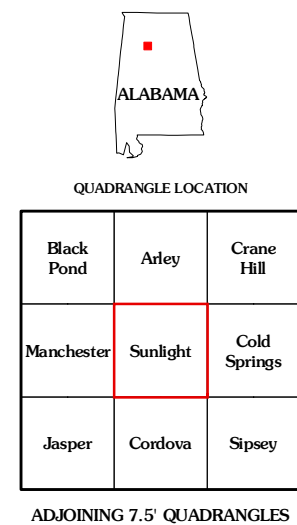 ALABAMA
QUADRANGLE LOCATION
Black
Pond
Arley
Crane
Hill
Manchester
Sunlight
Cold
Springs
Jasper
Cordova
Sipsey
ADJOINING 7.5' QUADRANGLES